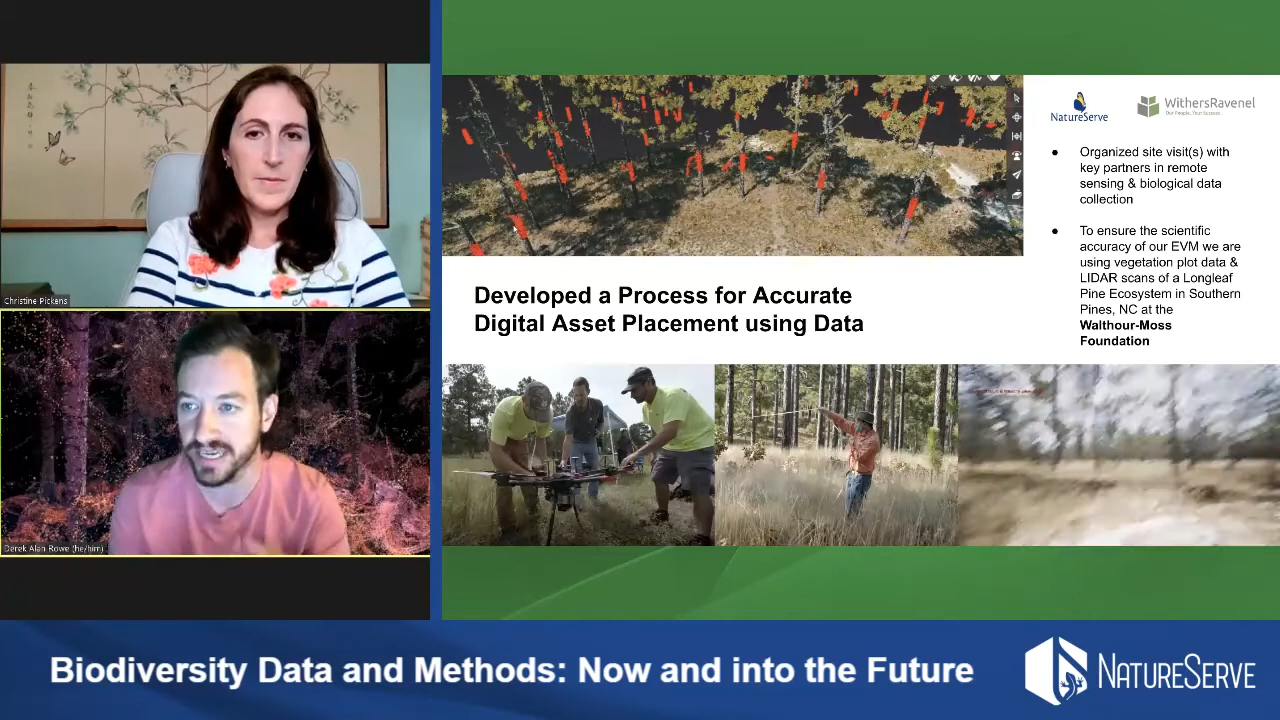 Christine Pickens
Derek Alan Rowe (he/him)
NatureServe
WithersRavenel
Our People. Your Success.
● Organized site visit(s) with
key partners in remote
sensing & biological data
collection
● To ensure the scientific
accuracy of our EVM we are
using vegetation plot data &
LIDAR scans of a Longleaf
Pine Ecosystem in Southern
Pines, NC at the
Walthour-Moss
Foundation
Developed a Process for Accurate
Digital Asset Placement using Data
Biodiversity Data and Methods: Now and into the Future
NATURESERVE